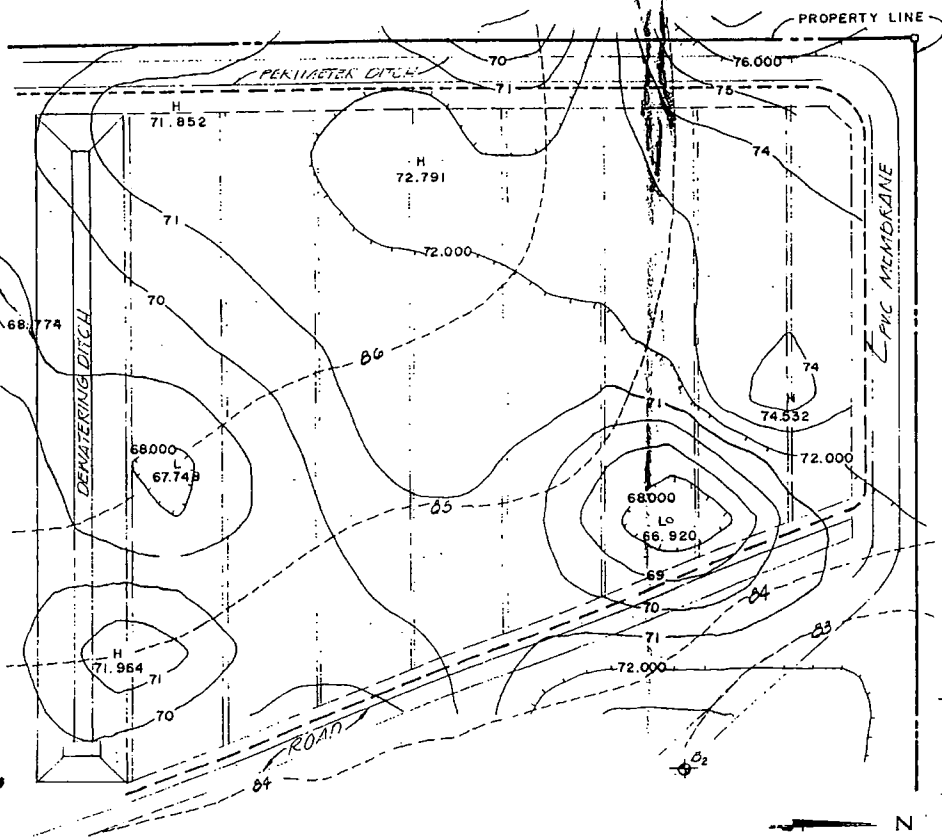 PROPERTY LINE
70
76.000
PERIMETER DITCH
71
75
H
71.852
H
72.791
74
PVC MEMBRANE
71
72.000
70
68.774
86
DEWATERING DITCH
74
71
H
74.532
68.000
L
67.748
72.000
85
68.000
L
66.920
69
84
70
83
H
71.964
71
71
72.000
70
ROAD
84
B2
N